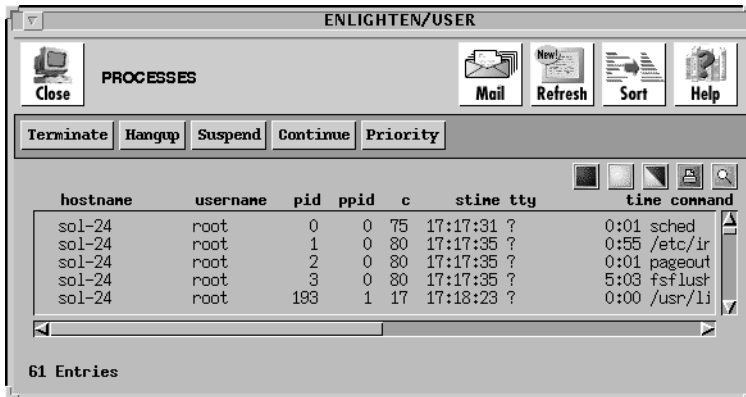 ENLIGHTEN/USER
Close PROCESSES New! Mail Refresh Sort Help
Terminate Hangup Suspend Continue Priority
hostname username pid ppid c stime tty time command
sol-24 root 0 0 75 17:17:31 ? 0:01 sched
sol-24 root 1 0 80 17:17:35 ? 0:55 /etc/ir
sol-24 root 2 0 80 17:17:35 ? 0:01 pageout
sol-24 root 3 0 80 17:17:35 ? 5:03 fsflush
sol-24 root 193 1 17 17:18:23 ? 0:00 /usr/li
61 Entries